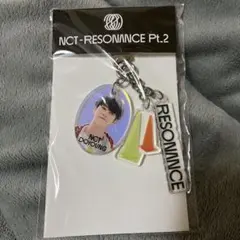 NCT - RESONANCE Pt.2
NCT
DOYOUNG
RESONANCE